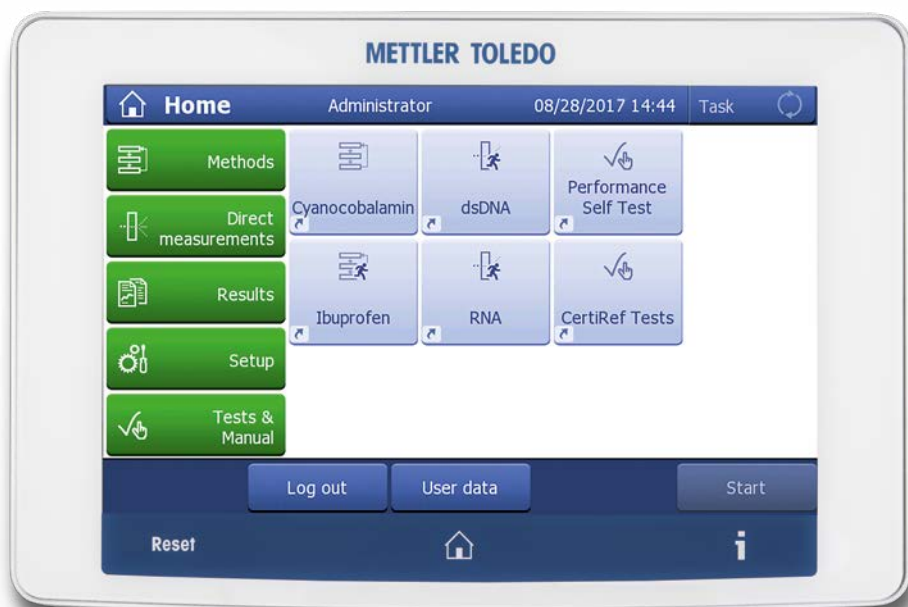 METTLER TOLEDO
Home Administrator 08/28/2017 14:44 Task
Methods
Direct
measurements
Results
Setup
Tests &
Manual
Cyanocobalamin
dsDNA
Performance
Self Test
Ibuprofen
RNA
CertiRef Tests
Log out
User data
Start
Reset
i